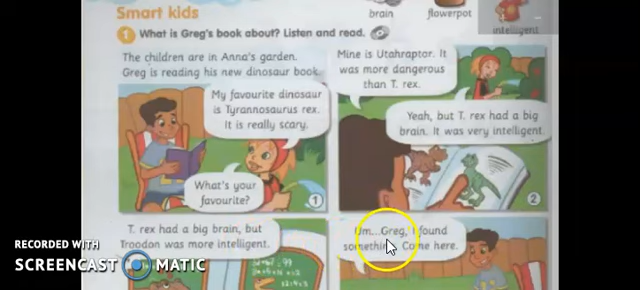 Smart kids
brain
flowerpot
intelligent
1 What is Greg's book about? Listen and read.
The children are in Anna's garden.
Greg is reading his new dinosaur book.
My favourite dinosaur
is Tyrannosaurus rex.
It is really scary.
What's your
favourite?
1
Mine is Utahraptor. It
was more dangerous
than T. rex.
Yeah, but T. rex had a big
brain. It was very intelligent.
2
T. rex had a big brain, but
Troodon was more intelligent.
Um...Greg, I found
something. Come here.
RECORDED WITH
SCREENCAST MATIC